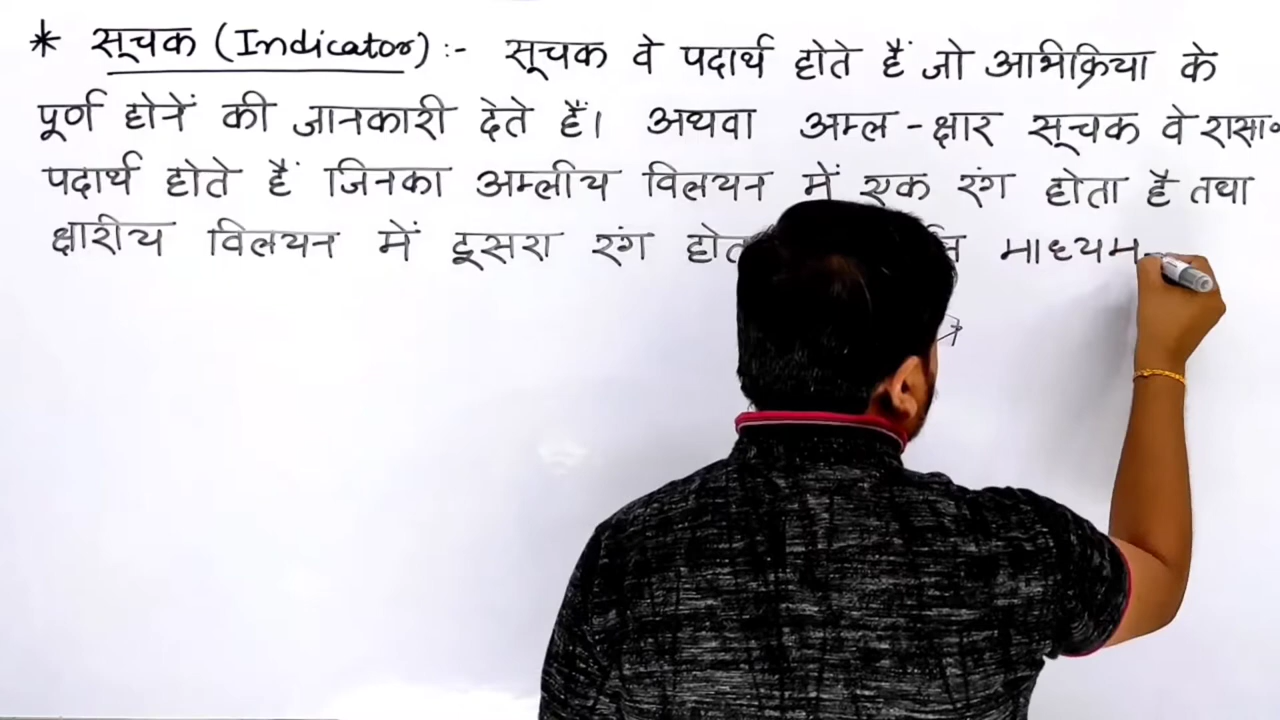 * सूचक (Indicator) :- सूचक वे पदार्थ होते हैं जो अभिक्रिया के
पूर्ण होनें की जानकारी देते हैं। अथवा अम्ल - क्षार सूचक वे रासा॰
पदार्थ होते हैं जिनका अम्लीय विलयन में एक रंग होता है तथा
क्षारीय विलयन में दूसरा रंग माध्यम